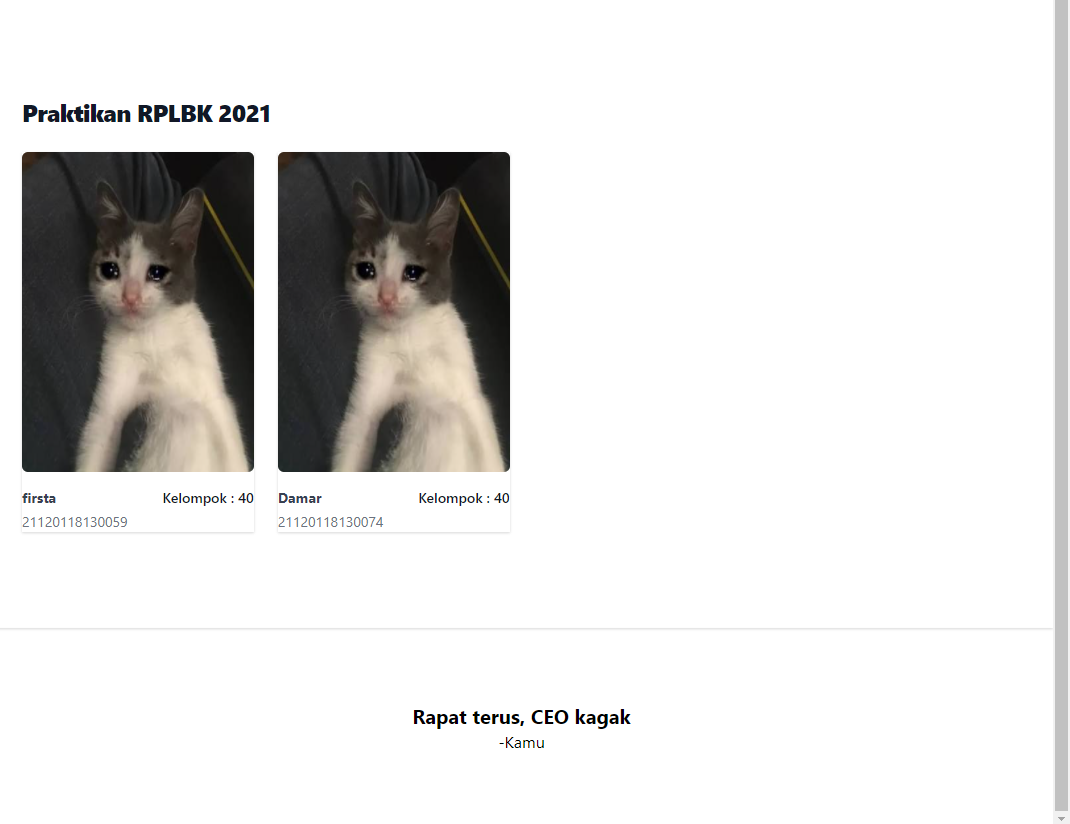 Praktikan RPLBK 2021
firsta Kelompok : 40
21120118130059
Damar Kelompok : 40
21120118130074
Rapat terus, CEO kagak
-Kamu